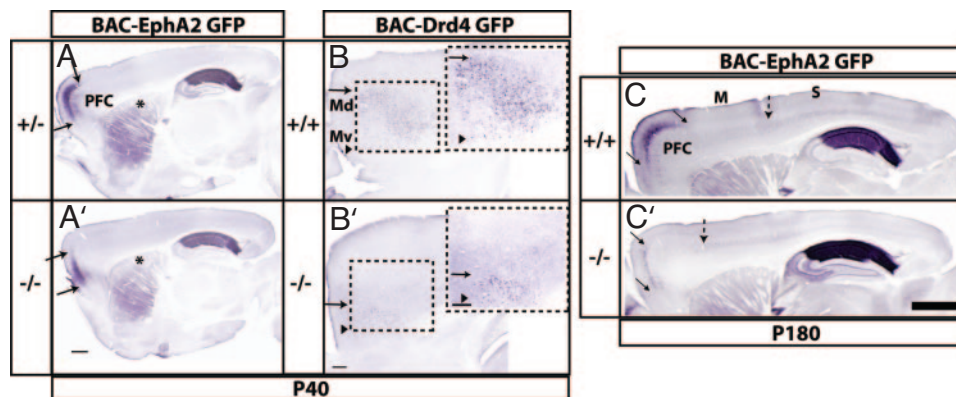 BAC-EphA2 GFP
BAC-Drd4 GFP
BAC-EphA2 GFP
A
PFC
*
+/-
B
Md
Mv
+/+
C
M
S
PFC
+/+
A'
*
-/-
B'
-/-
C'
-/-
P180
P40